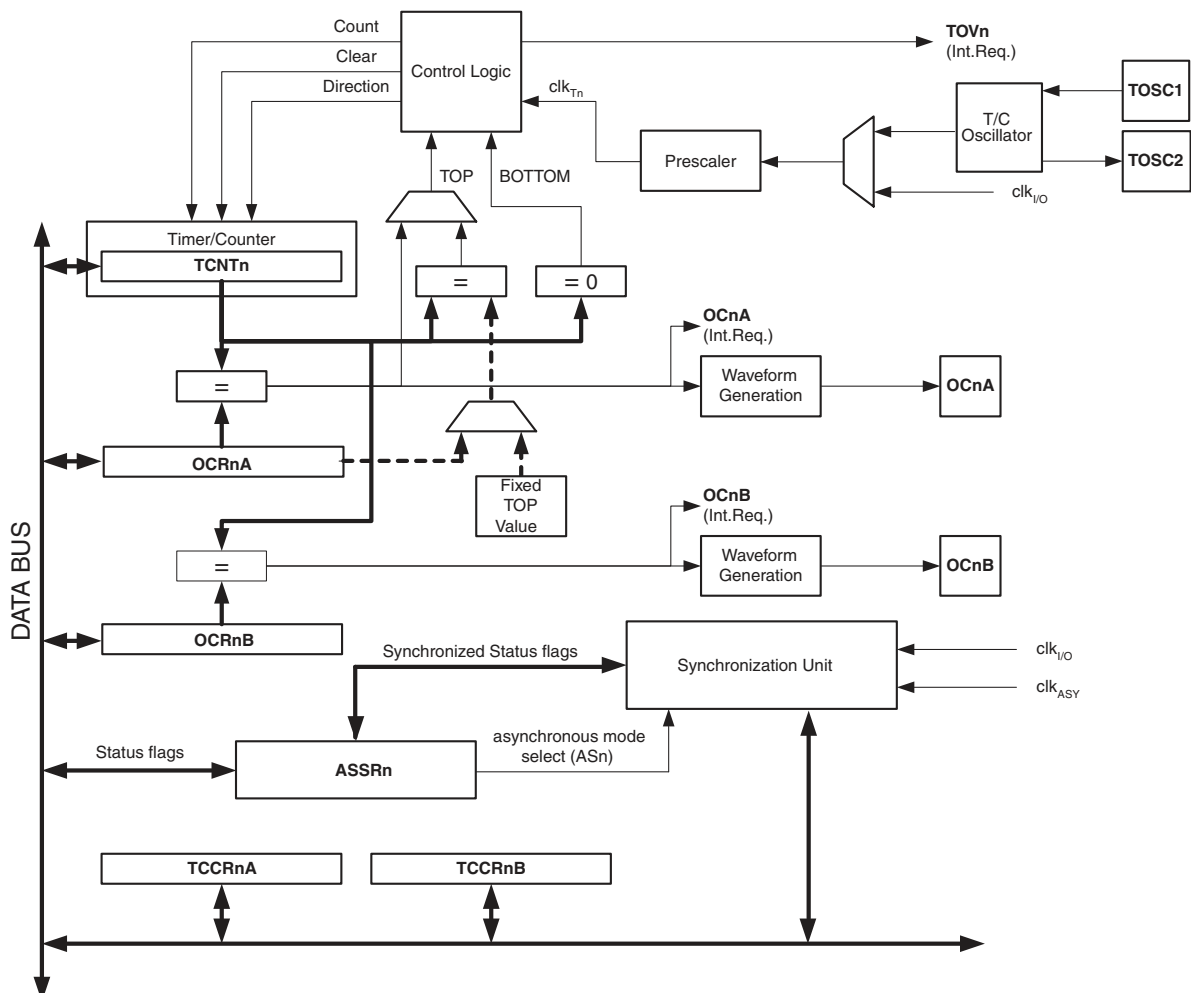 Count
Clear
Direction
Control Logic
TOVn
(Int.Req.)
clkTn
TOP
BOTTOM
Prescaler
T/C
Oscillator
TOSC1
TOSC2
clkI/O
Timer/Counter
TCNTn
=
= 0
OCnA
(Int.Req.)
=
Waveform
Generation
OCnA
OCRnA
Fixed
TOP
Value
OCnB
(Int.Req.)
=
Waveform
Generation
OCnB
OCRnB
DATA BUS
Synchronized Status flags
Synchronization Unit
clkI/O
clkASY
Status flags
ASSRn
asynchronous mode
select (ASn)
TCCRnA
TCCRnB